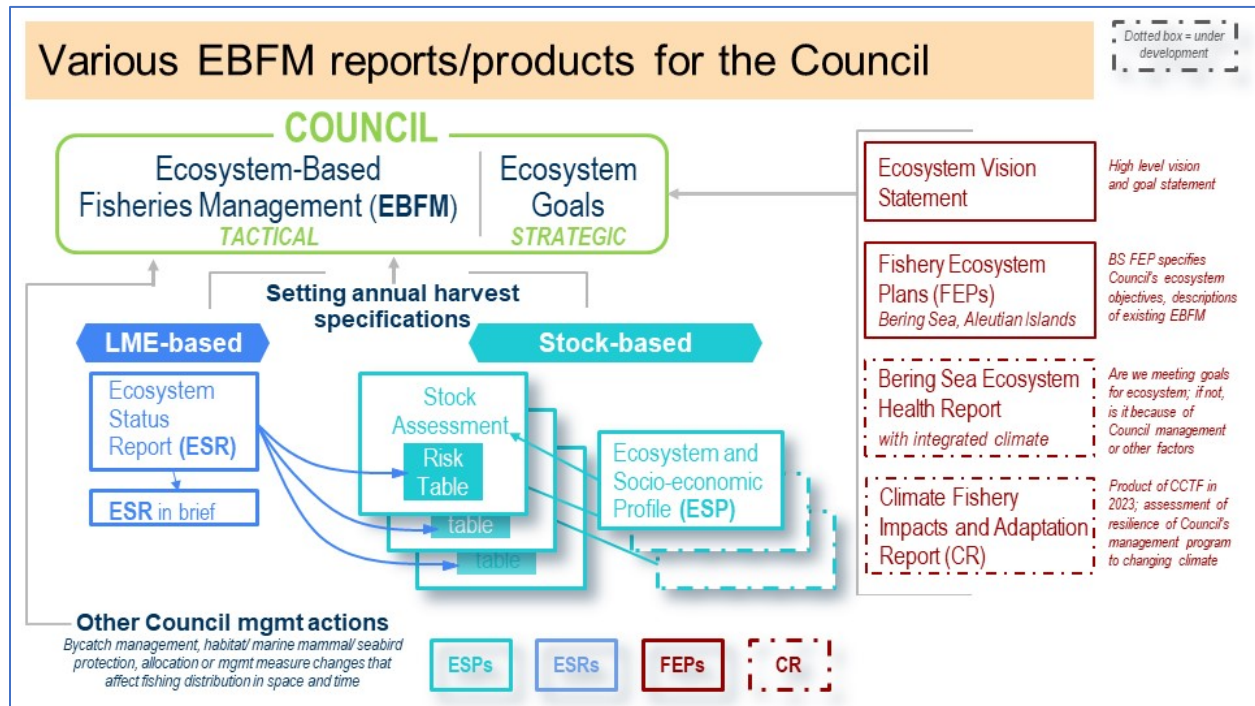 Various EBFM reports/products for the Council
Dotted box = under
development
COUNCIL
Ecosystem-Based
Fisheries Management (EBFM)
TACTICAL
Ecosystem
Goals
STRATEGIC
Setting annual harvest
specifications
LME-based
Stock-based
Ecosystem
Status
Report (ESR)
ESR in brief
Stock
Assessment
Risk
Table
table
table
Ecosystem and
Socio-economic
Profile (ESP)
Ecosystem Vision
Statement
High level vision
and goal statement
Fishery Ecosystem
Plans (FEPs)
Bering Sea, Aleutian Islands
BS FEP specifies
Council's ecosystem
objectives, descriptions
of existing EBFM
Bering Sea Ecosystem
Health Report
with integrated climate
Are we meeting goals
for ecosystem; if not,
is it because of
Council management
or other factors
Climate Fishery
Impacts and Adaptation
Report (CR)
Product of CCTF in
2023; assessment of
resilience of Council's
management program
to changing climate
Other Council mgmt actions
Bycatch management, habitat/ marine mammal/ seabird
protection, allocation or mgmt measure changes that
affect fishing distribution in space and time
ESPs
ESRs
FEPs
CR